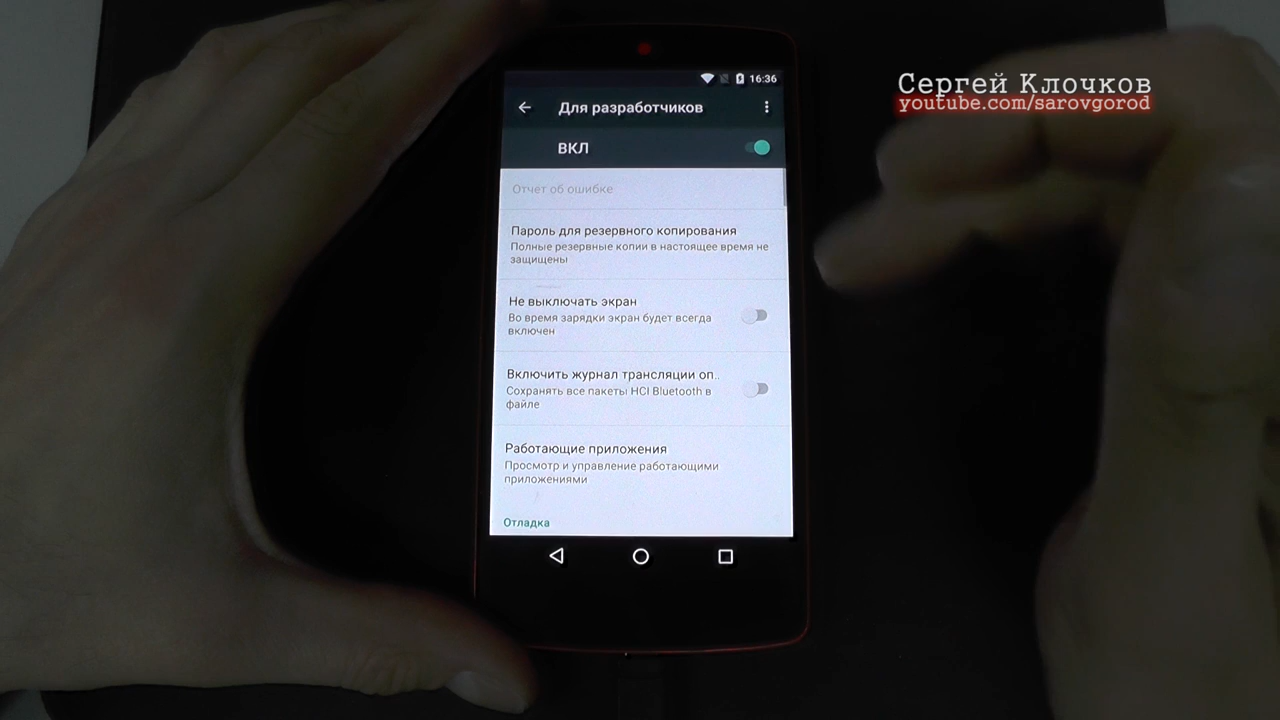 16:36
Сергей Клочков
youtube.com/sarovgorod
Для разработчиков
ВКЛ
Отчет об ошибке
Пароль для резервного копирования
Полные резервные копии в настоящее время не
защищены
Не выключать экран
Во время зарядки экран будет всегда
включен
Включить журнал трансляции оп..
Сохранять все пакеты HCI Bluetooth в
файле
Работающие приложения
Просмотр и управление работающими
приложениями
Отладка